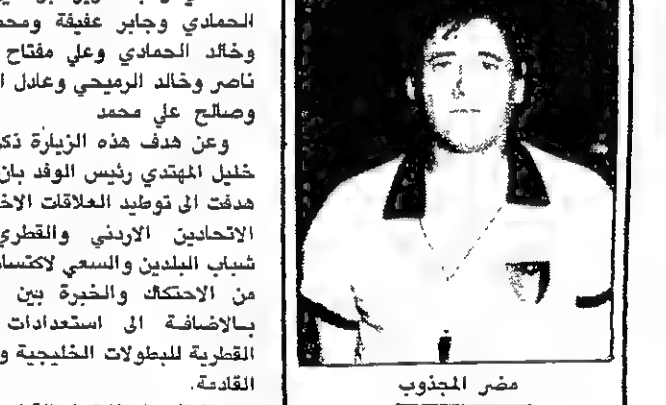 الحمادي وجابر عفيفة ومحمد
وخالد الحمادي وعلي مفتاح
ناصر وخالد الرميحي وعادل
وصالح علي محمد
وعن هدف هذه الزيارة ذكر
خليل المهتدي رئيس الوفد بان
هدفت الى توطيد العلاقات
الاتحادين الاردني والقطري
شباب البلدين والسعي لاكتساب
من الاحتكاك والخبرة بين
بالاضافة الى استعدادات
القطرية للبطولات الخليجية
القادمة.
مضر المجذوب